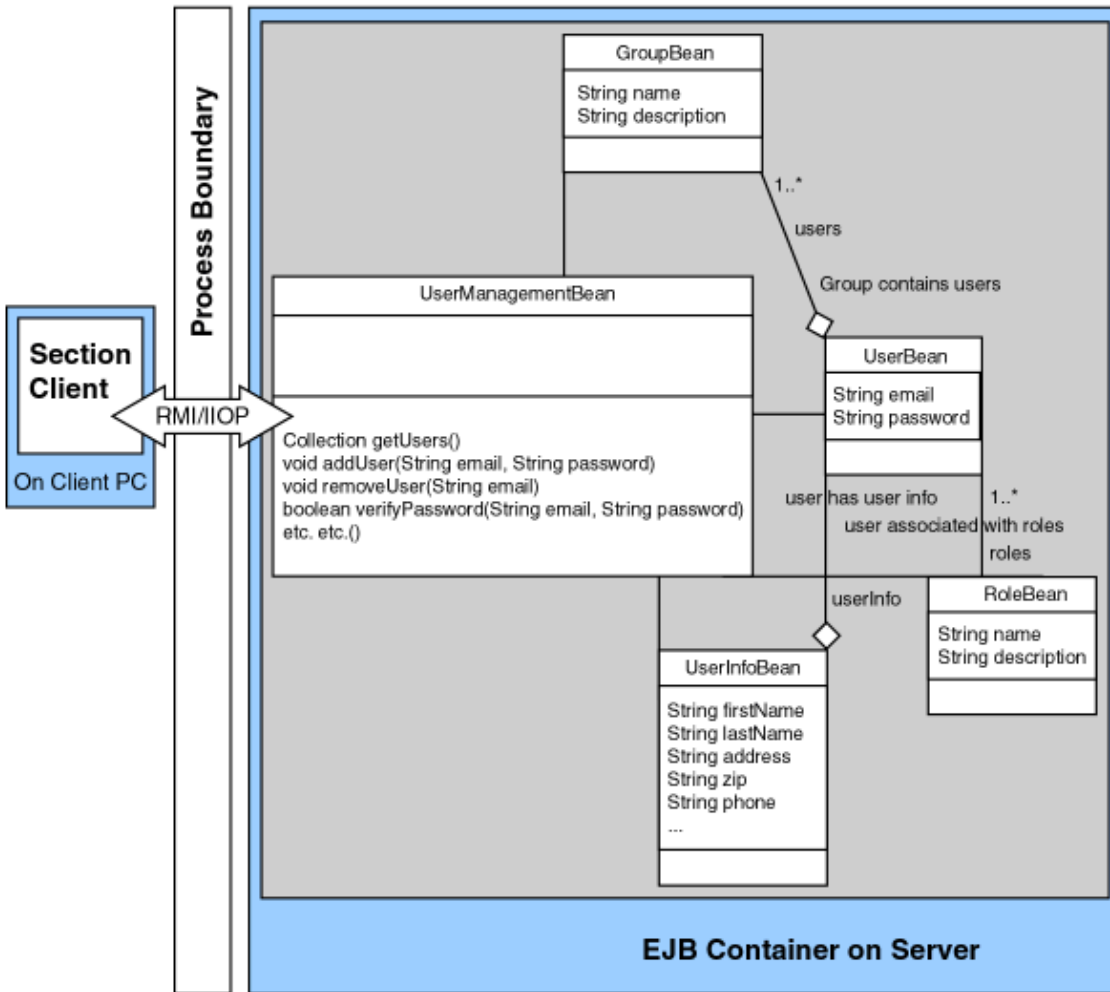 GroupBean
String name
String description
1..*
users
Group contains users
Process Boundary
UserManagementBean
Collection getUsers()
void addUser(String email, String password)
void removeUser(String email)
boolean verifyPassword(String email, String password)
etc. etc.()
Section
Client
On Client PC
RMI/IIOP
UserBean
String email
String password
user has user info
1..*
user associated with roles
roles
userInfo
RoleBean
String name
String description
UserInfoBean
String firstName
String lastName
String address
String zip
String phone
...
EJB Container on Server